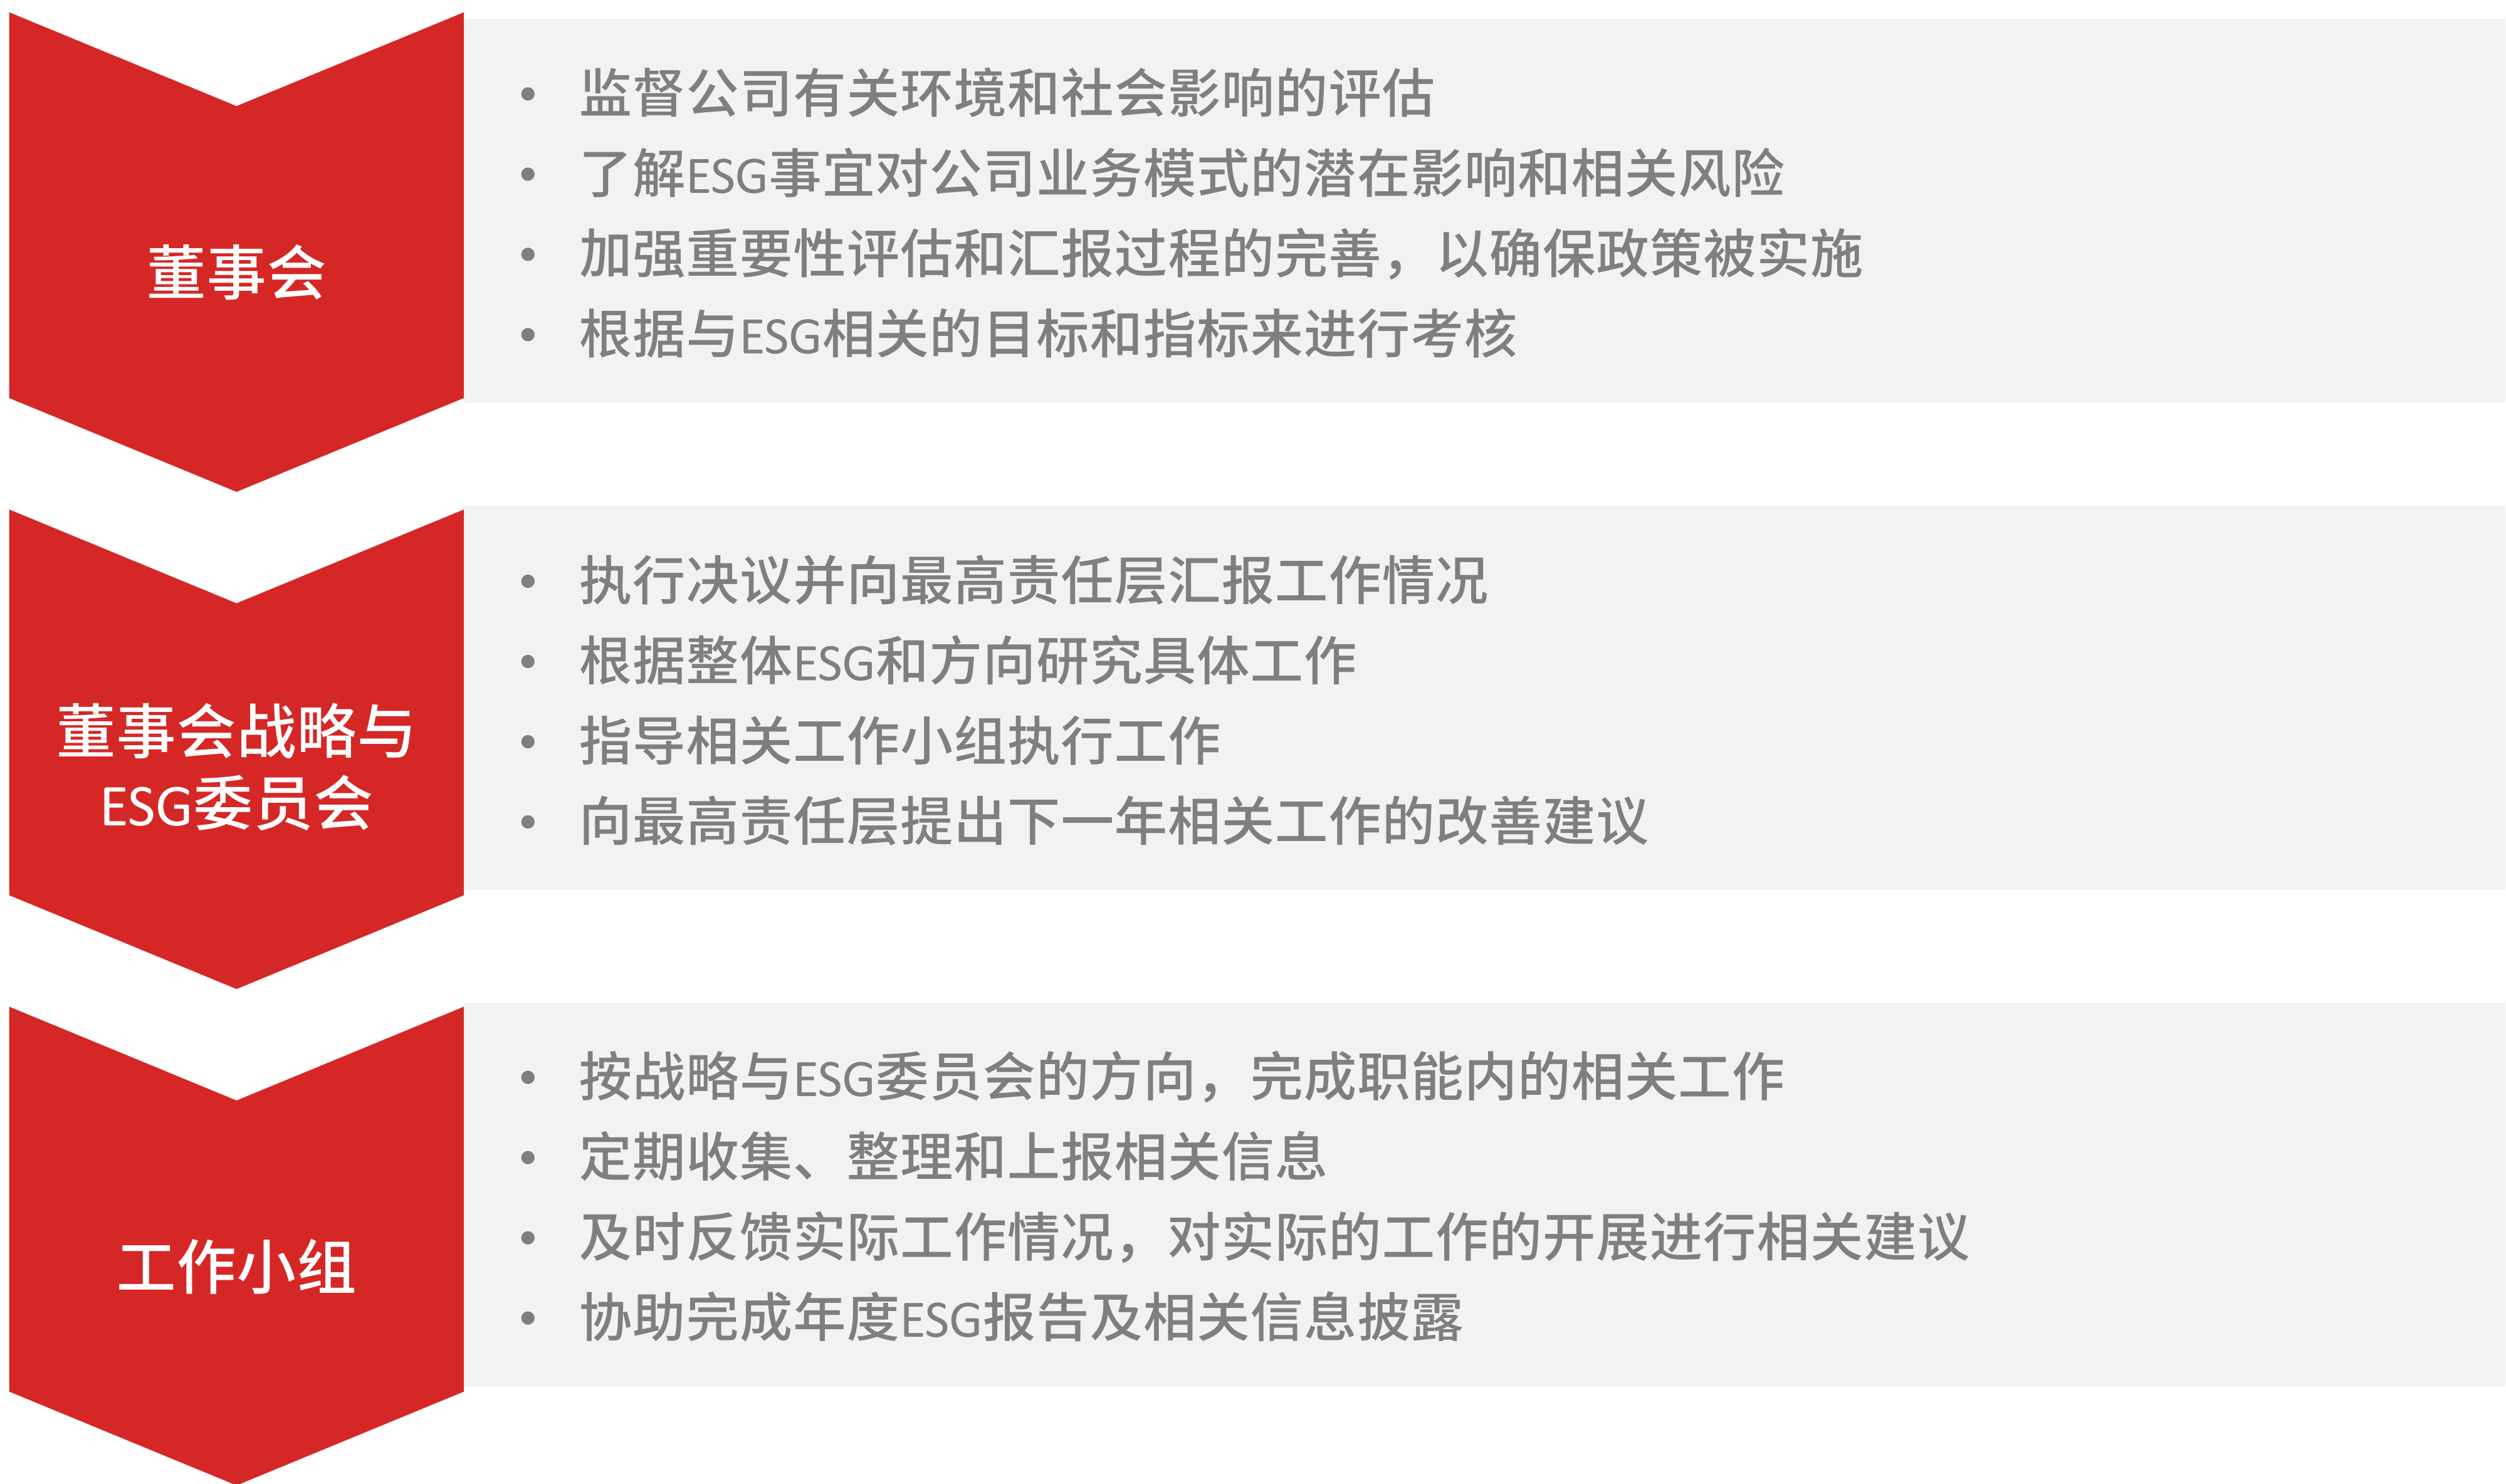 董事会
• 监督公司有关环境和社会影响的评估
• 了解ESG事宜对公司业务模式的潜在影响和相关风险
• 加强重要性评估和汇报过程的完善，以确保政策被实施
• 根据与ESG相关的目标和指标来进行考核
董事会战略与
ESG委员会
• 执行决议并向最高责任层汇报工作情况
• 根据整体ESG和方向研究具体工作
• 指导相关工作小组执行工作
• 向最高责任层提出下一年相关工作的改善建议
工作小组
• 按战略与ESG委员会的方向，完成职能内的相关工作
• 定期收集、整理和上报相关信息
• 及时反馈实际工作情况，对实际的工作的开展进行相关建议
• 协助完成年度ESG报告及相关信息披露